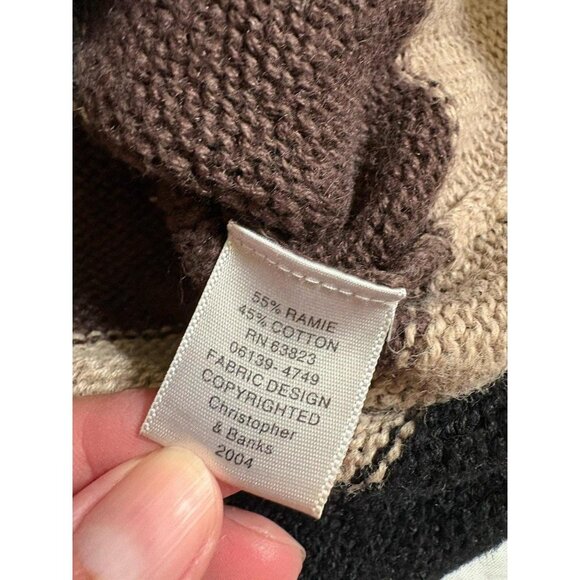 55% RAMIE
45% COTTON
RN 63823
06139- 4749
FABRIC DESIGN
COPYRIGHTED
Christopher
& Banks
2004